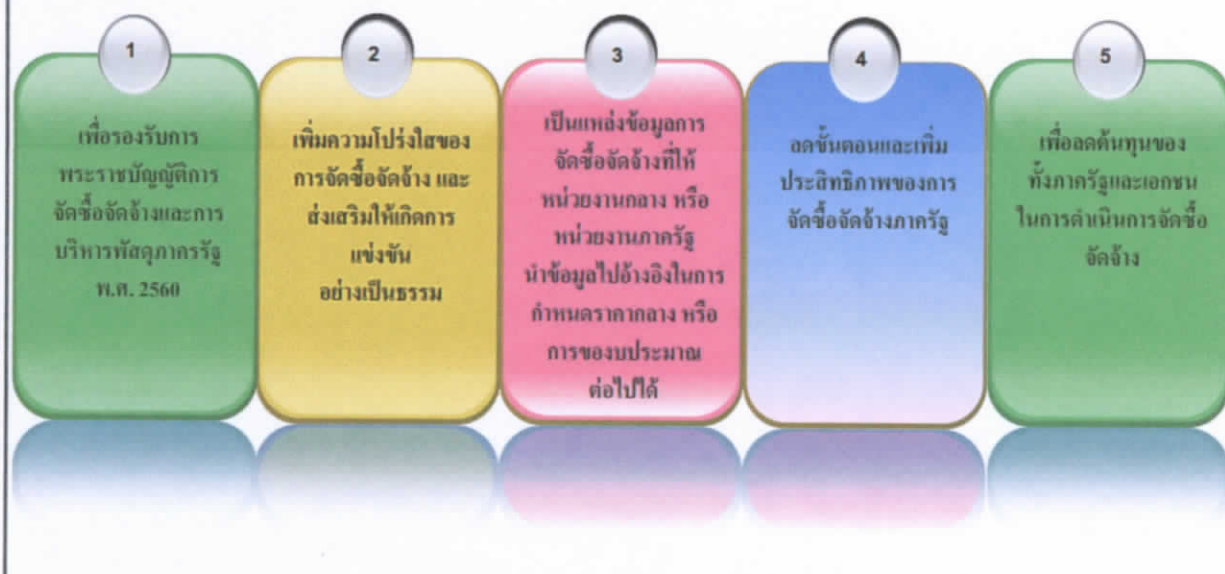 1
เพื่อรองรับการ
พระราชบัญญัติการ
จัดซื้อจัดจ้างและการ
บริหารพัสดุภาครรัฐ
พ.ศ. 2560
2
เพิ่มความโปร่งใสของ
การจัดซื้อจัดจ้าง และ
ส่งเสริมให้เกิดการ
แข่งขัน
อย่างเป็นธรรม
3
เป็นแหล่งข้อมูลการ
จัดซื้อจัดจ้างที่ให้
หน่วยงานกลาง หรือ
หน่วยงานภาครัฐ
นำข้อมูลไปอ้างอิงในการ
กำหนดราคากลาง หรือ
การของบประมาณ
ต่อไปได้
4
ลดขั้นตอนและเพิ่ม
ประสิทธิภาพของการ
จัดซื้อจัดจ้างภาครัฐ
5
เพื่อลดต้นทุนของ
ทั้งภาครัฐและเอกชน
ในการดำเนินการจัดซื้อ
จัดจ้าง